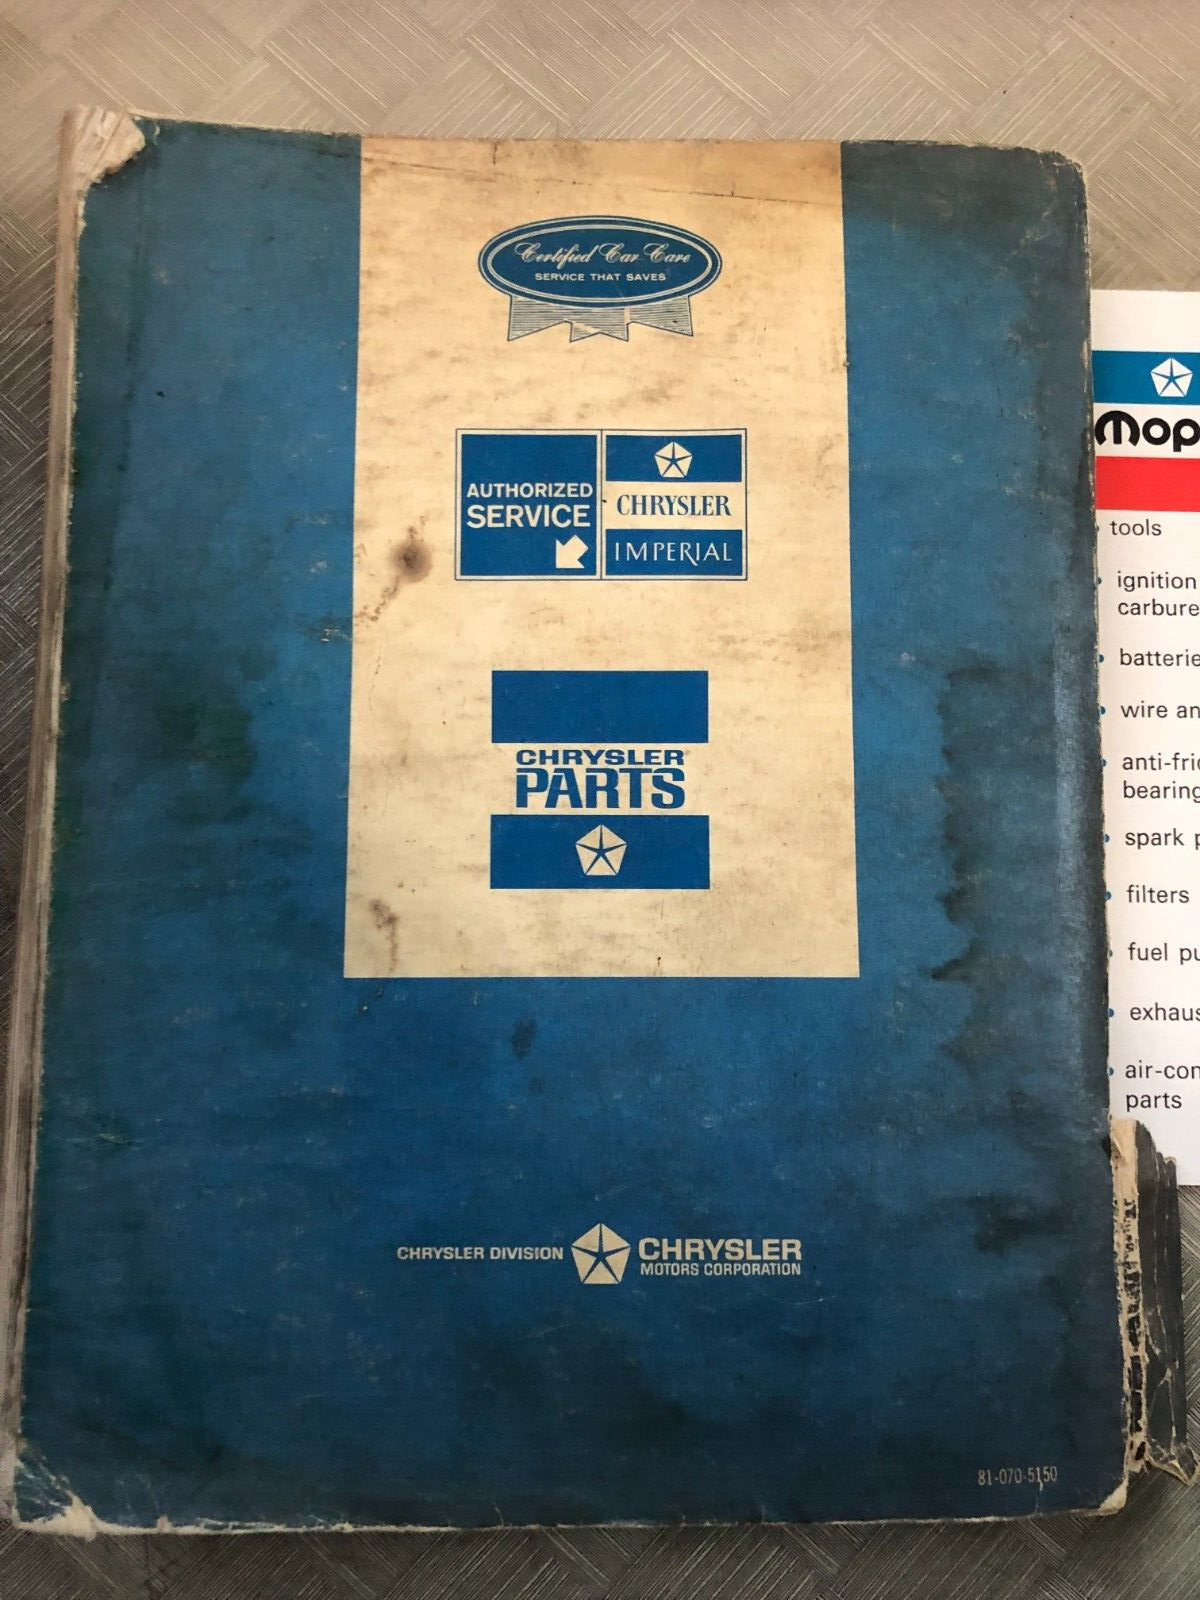 Certified Car Care
SERVICE THAT SAVES
AUTHORIZED
SERVICE
CHRYSLER
IMPERIAL
CHRYSLER
PARTS
CHRYSLER DIVISION
CHRYSLER
MOTORS CORPORATION
81-070-5150
Mop
tools
ignition
carbure
batterie
wire an
anti-fric
bearing
spark p
filters
fuel pu
exhaus
air-con
parts